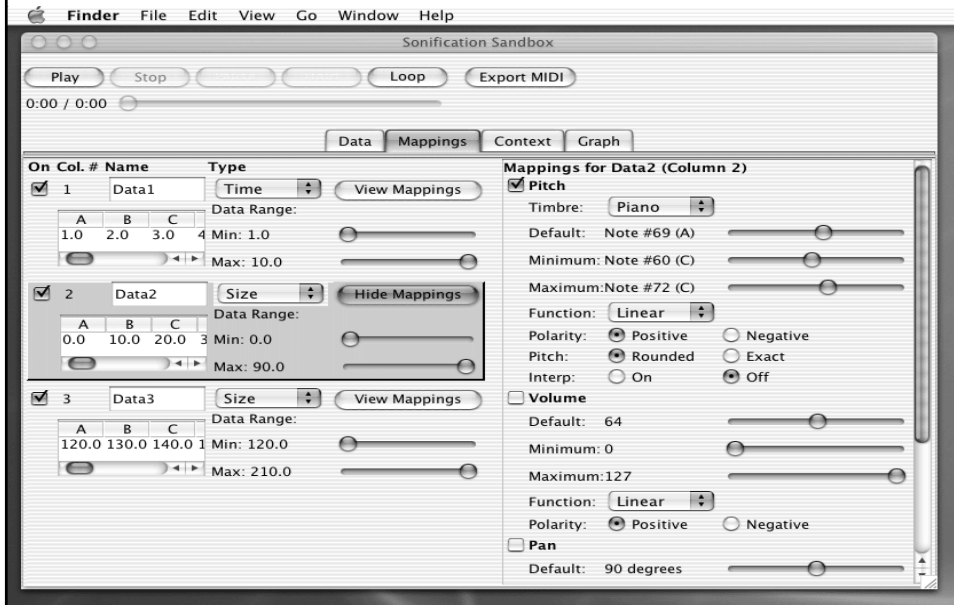 Finder File Edit View Go Window Help
Sonification Sandbox
Play Stop Loop Export MIDI
0:00 / 0:00
Data Mappings Context Graph
On Col. # Name Type
1 Data1 Time View Mappings
Data Range:
A B C
1.0 2.0 3.0 4 Min: 1.0
Max: 10.0
2 Data2 Size Hide Mappings
Data Range:
A B C
0.0 10.0 20.0 3 Min: 0.0
Max: 90.0
3 Data3 Size View Mappings
Data Range:
A B C
120.0 130.0 140.0 1 Min: 120.0
Max: 210.0
Mappings for Data2 (Column 2)
Pitch
Timbre: Piano
Default: Note #69 (A)
Minimum: Note #60 (C)
Maximum: Note #72 (C)
Function: Linear
Polarity: Positive Negative
Pitch: Rounded Exact
Interp: On Off
Volume
Default: 64
Minimum: 0
Maximum: 127
Function: Linear
Polarity: Positive Negative
Pan
Default: 90 degrees